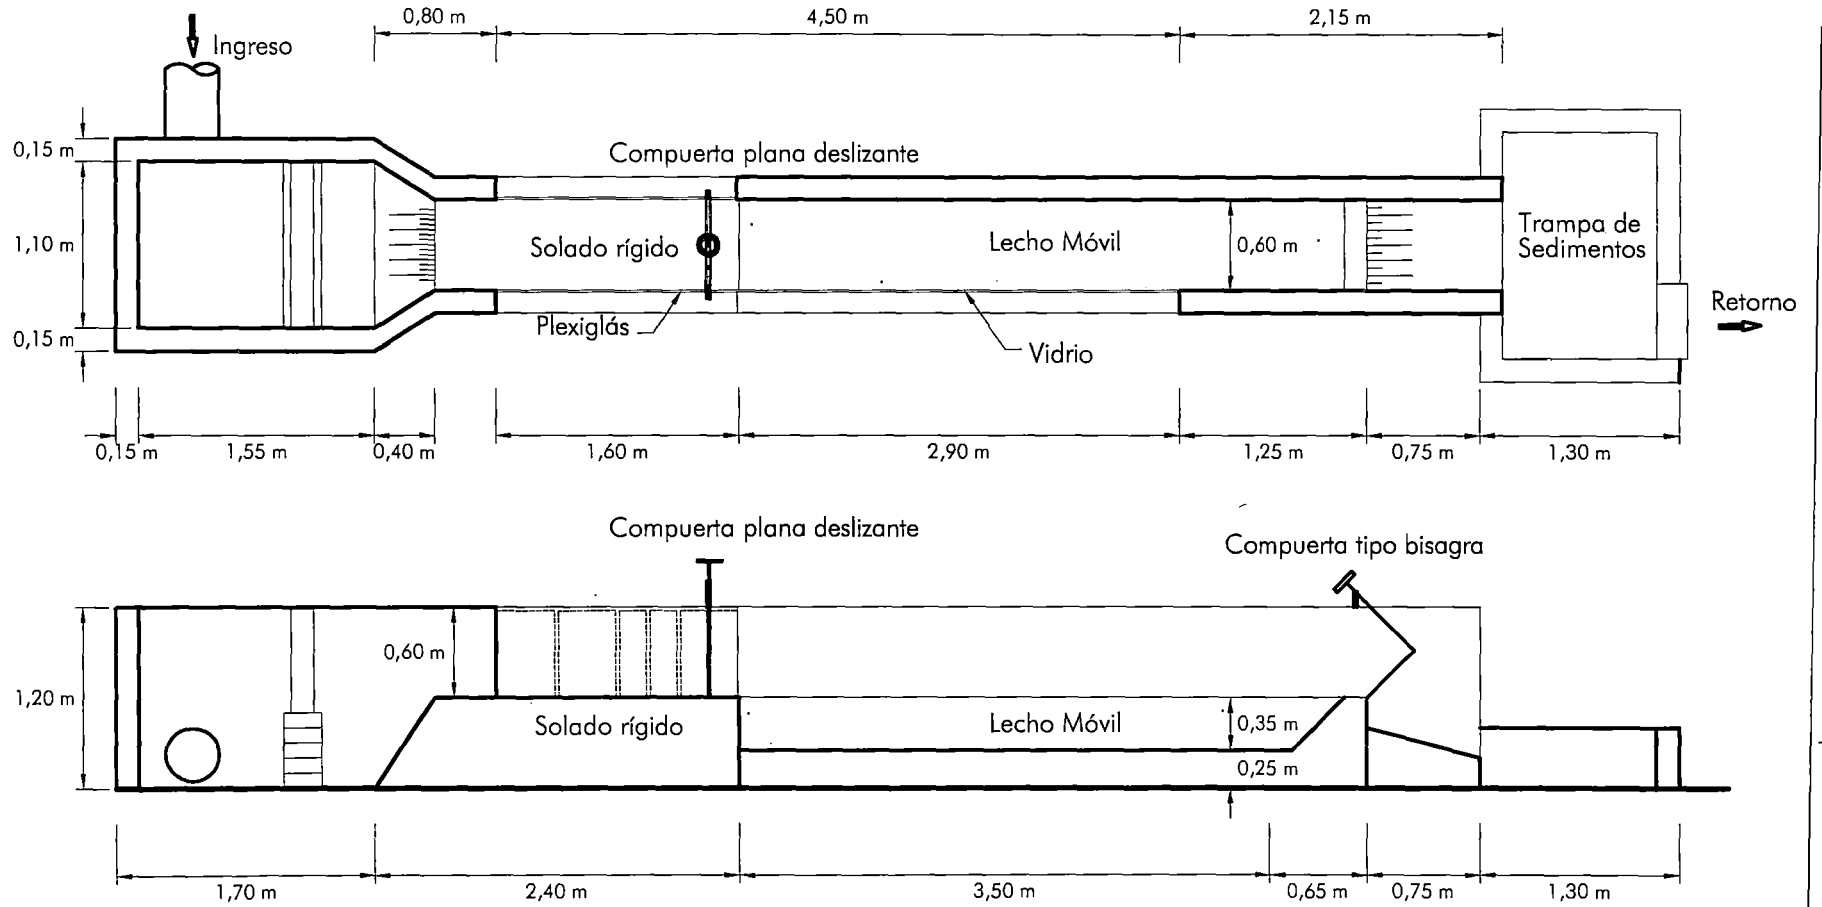 0,80 m
4,50 m
2,15 m
Ingreso
0,15 m
Compuerta plana deslizante
1,10 m
Solado rígido
Lecho Móvil
0,60 m
Trampa de
Sedimentos
Retorno
0,15 m
Plexiglás
Vidrio
0,15 m
1,55 m
0,40 m
1,60 m
2,90 m
1,25 m
0,75 m
1,30 m
Compuerta plana deslizante
Compuerta tipo bisagra
0,60 m
1,20 m
Solado rígido
Lecho Móvil
0,35 m
0,25 m
1,70 m
2,40 m
3,50 m
0,65 m
0,75 m
1,30 m